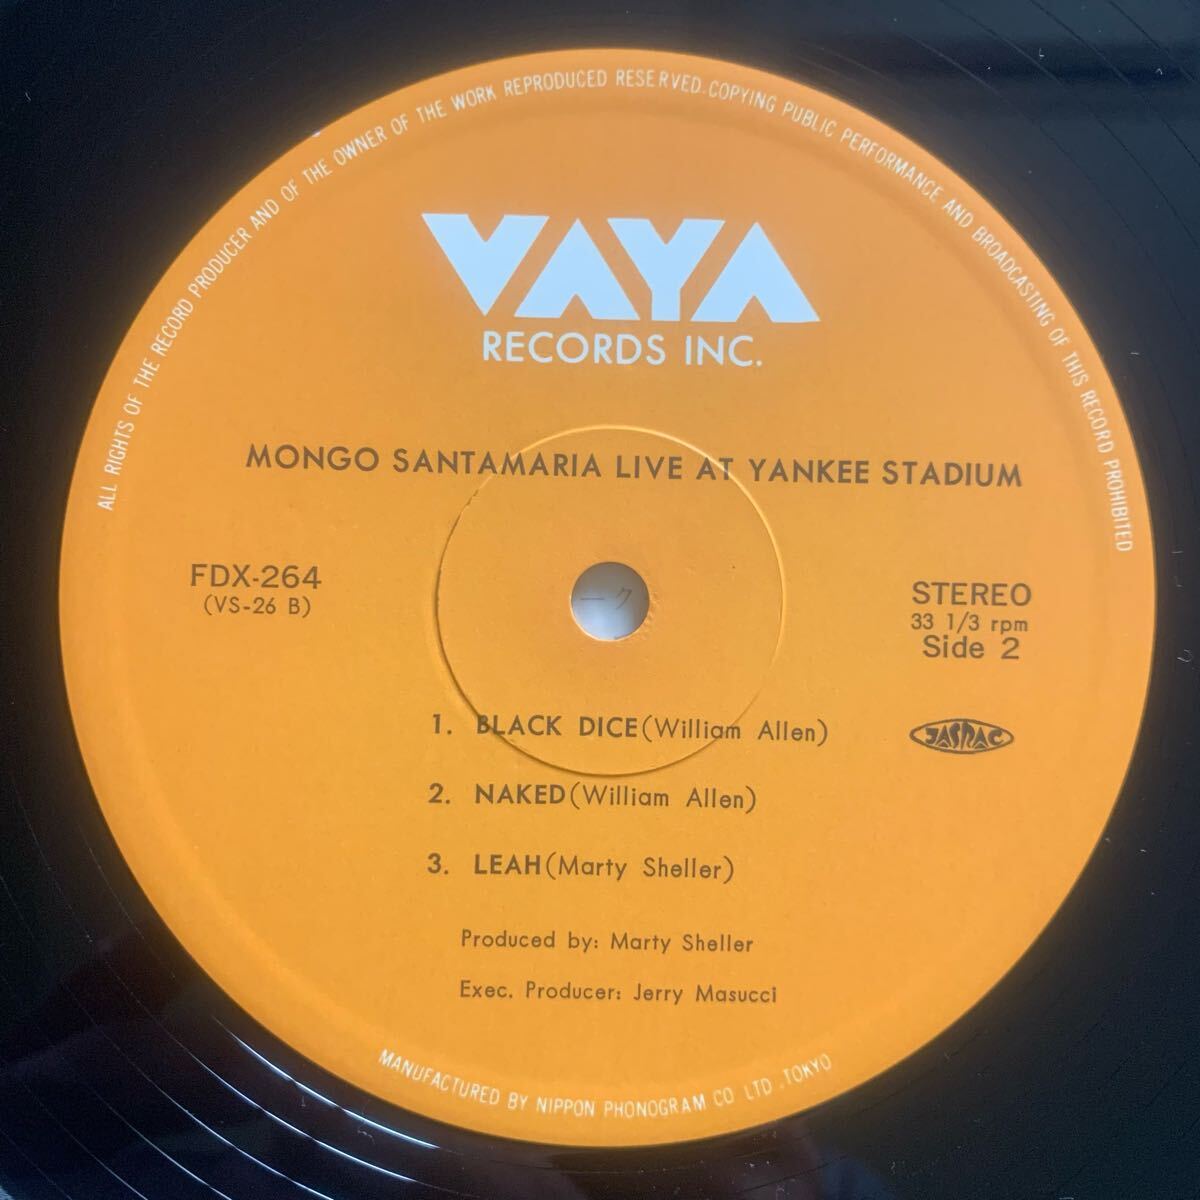 ALL RIGHTS OF THE RECORD PRODUCER AND OF THE OWNER OF THE WORK REPRODUCED RESERVED. COPYING PUBLIC PERFORMANCE AND BROADCASTING OF THIS RECORD PROHIBITED
VAYA
RECORDS INC.
MONGO SANTAMARIA LIVE AT YANKEE STADIUM
FDX-264
(VS-26 B)
STEREO
33 1/3 rpm
Side 2
ーク
1. BLACK DICE (William Allen)
JASRAC
2. NAKED (William Allen)
3. LEAH (Marty Sheller)
Produced by: Marty Sheller
Exec. Producer: Jerry Masucci
MANUFACTURED BY NIPPON PHONOGRAM CO LTD., TOKYO